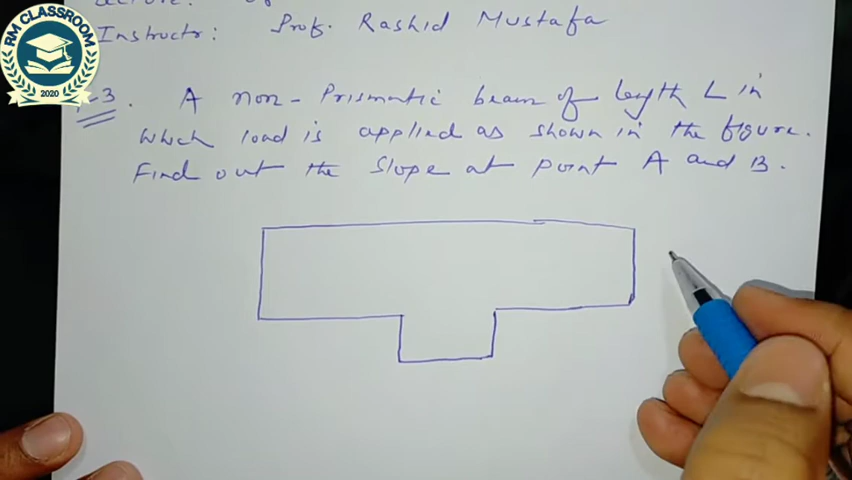 RM CLASSROOM
2020
Instructr: Prof. Rashid Mustafa
-3. A non-Prismatic beam of length L in
which load is applied as shown in the figure.
Find out the Slope at point A and B.